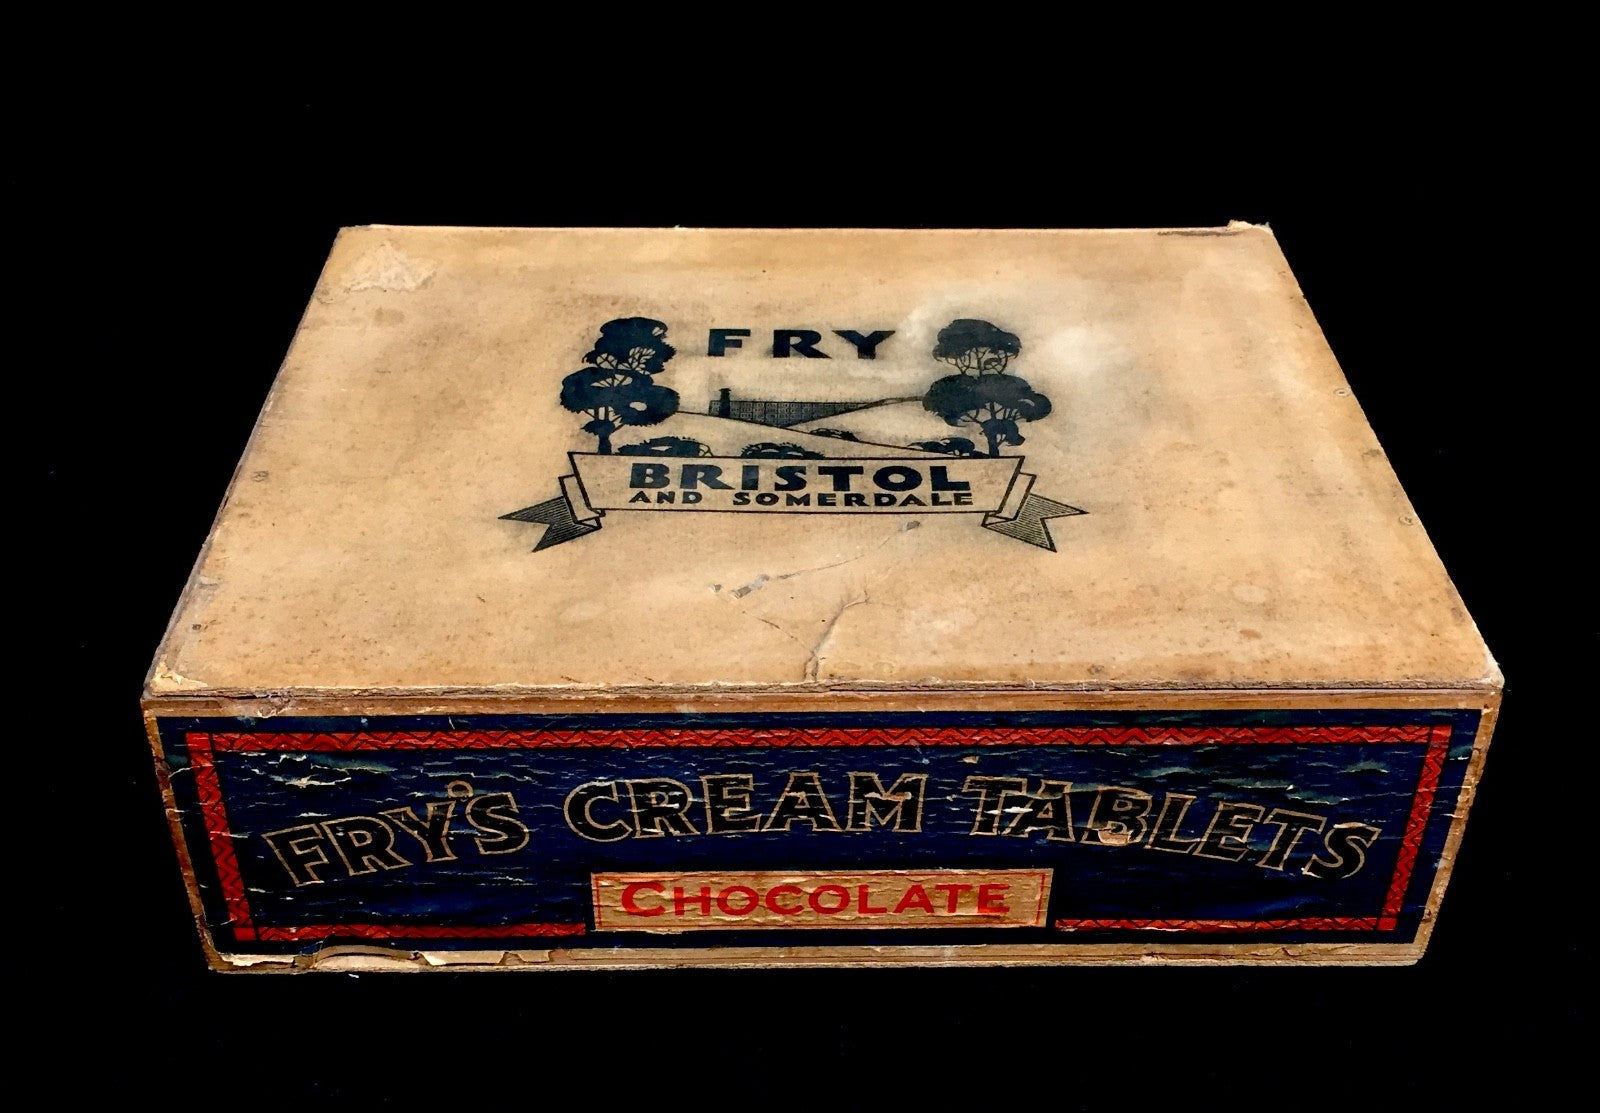 FRY
BRISTOL
AND SOMERDALE
FRY'S CREAM TABLETS
CHOCOLATE